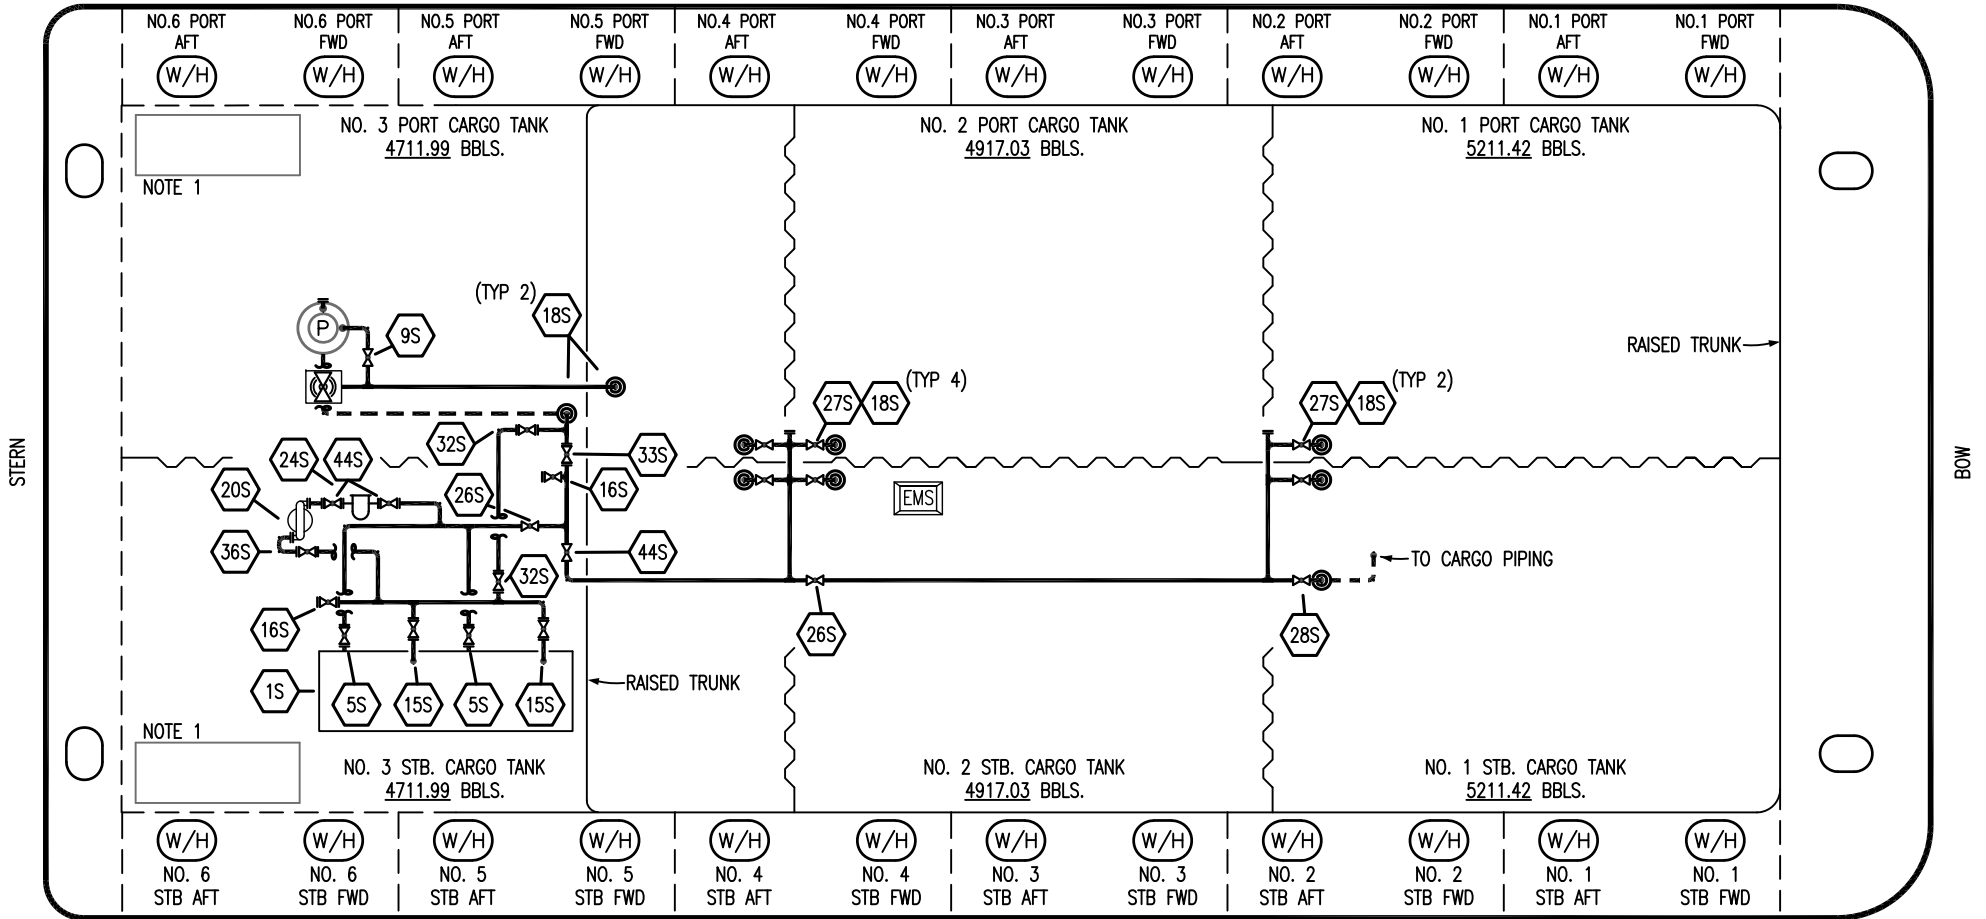 NO.6 PORT AFT
NO.6 PORT FWD
NO.5 PORT AFT
NO.5 PORT FWD
NO.4 PORT AFT
NO.4 PORT FWD
NO.3 PORT AFT
NO.3 PORT FWD
NO.2 PORT AFT
NO.2 PORT FWD
NO.1 PORT AFT
NO.1 PORT FWD
W/H W/H W/H W/H W/H W/H W/H W/H W/H W/H W/H W/H
NO. 3 PORT CARGO TANK
4711.99 BBLS.
NO. 2 PORT CARGO TANK
4917.03 BBLS.
NO. 1 PORT CARGO TANK
5211.42 BBLS.
NOTE 1
(TYP 2)
18S
P
9S
RAISED TRUNK
(TYP 4)
27S 18S
(TYP 2)
27S 18S
STERN
BOW
32S
33S
24S 44S
20S
26S
16S
EMS
36S
44S
32S
TO CARGO PIPING
16S
26S
28S
1S
5S 15S 5S 15S
RAISED TRUNK
NOTE 1
NO. 3 STB. CARGO TANK
4711.99 BBLS.
NO. 2 STB. CARGO TANK
4917.03 BBLS.
NO. 1 STB. CARGO TANK
5211.42 BBLS.
W/H W/H W/H W/H W/H W/H W/H W/H W/H W/H W/H W/H
NO. 6 STB AFT
NO. 6 STB FWD
NO. 5 STB AFT
NO. 5 STB FWD
NO. 4 STB AFT
NO. 4 STB FWD
NO. 3 STB AFT
NO. 3 STB FWD
NO. 2 STB AFT
NO. 2 STB FWD
NO. 1 STB AFT
NO. 1 STB FWD